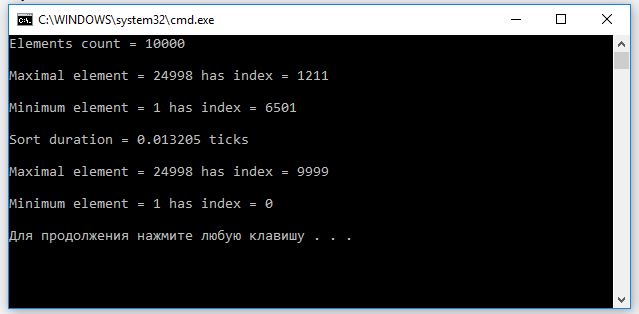 C:\WINDOWS\system32\cmd.exe
Elements count = 10000
Maximal element = 24998 has index = 1211
Minimum element = 1 has index = 6501
Sort duration = 0.013205 ticks
Maximal element = 24998 has index = 9999
Minimum element = 1 has index = 0
Для продолжения нажмите любую клавишу . . .